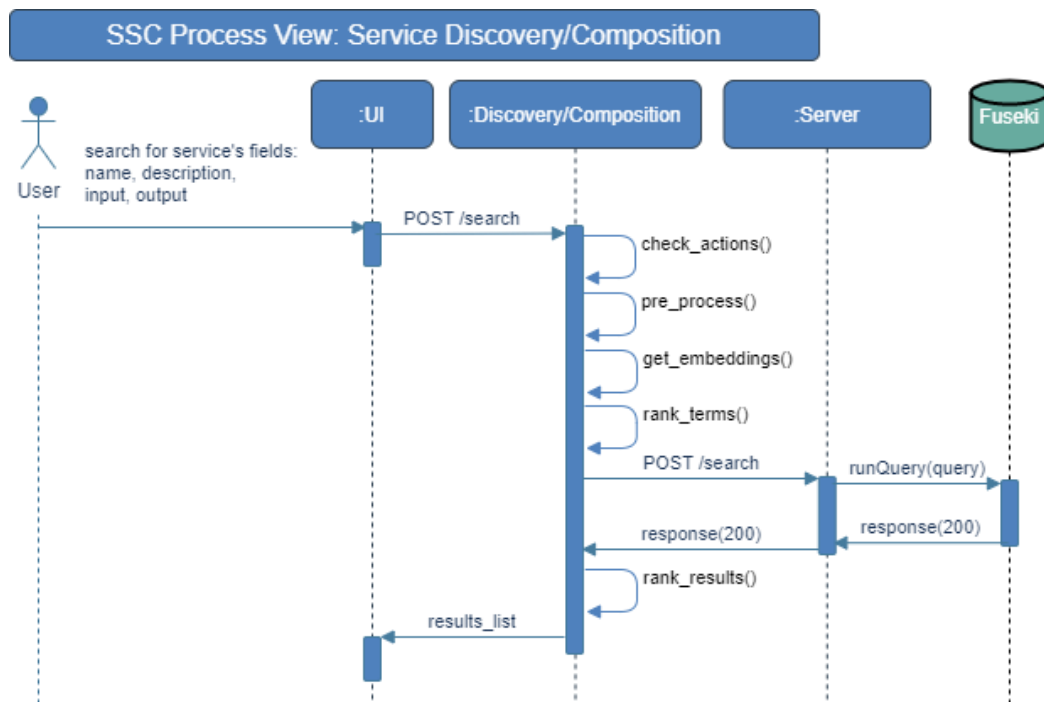 SSC Process View: Service Discovery/Composition
:UI
:Discovery/Composition
:Server
Fuseki
User
search for service's fields:
name, description,
input, output
POST /search
check_actions()
pre_process()
get_embeddings()
rank_terms()
POST /search
runQuery(query)
response(200)
response(200)
rank_results()
results_list